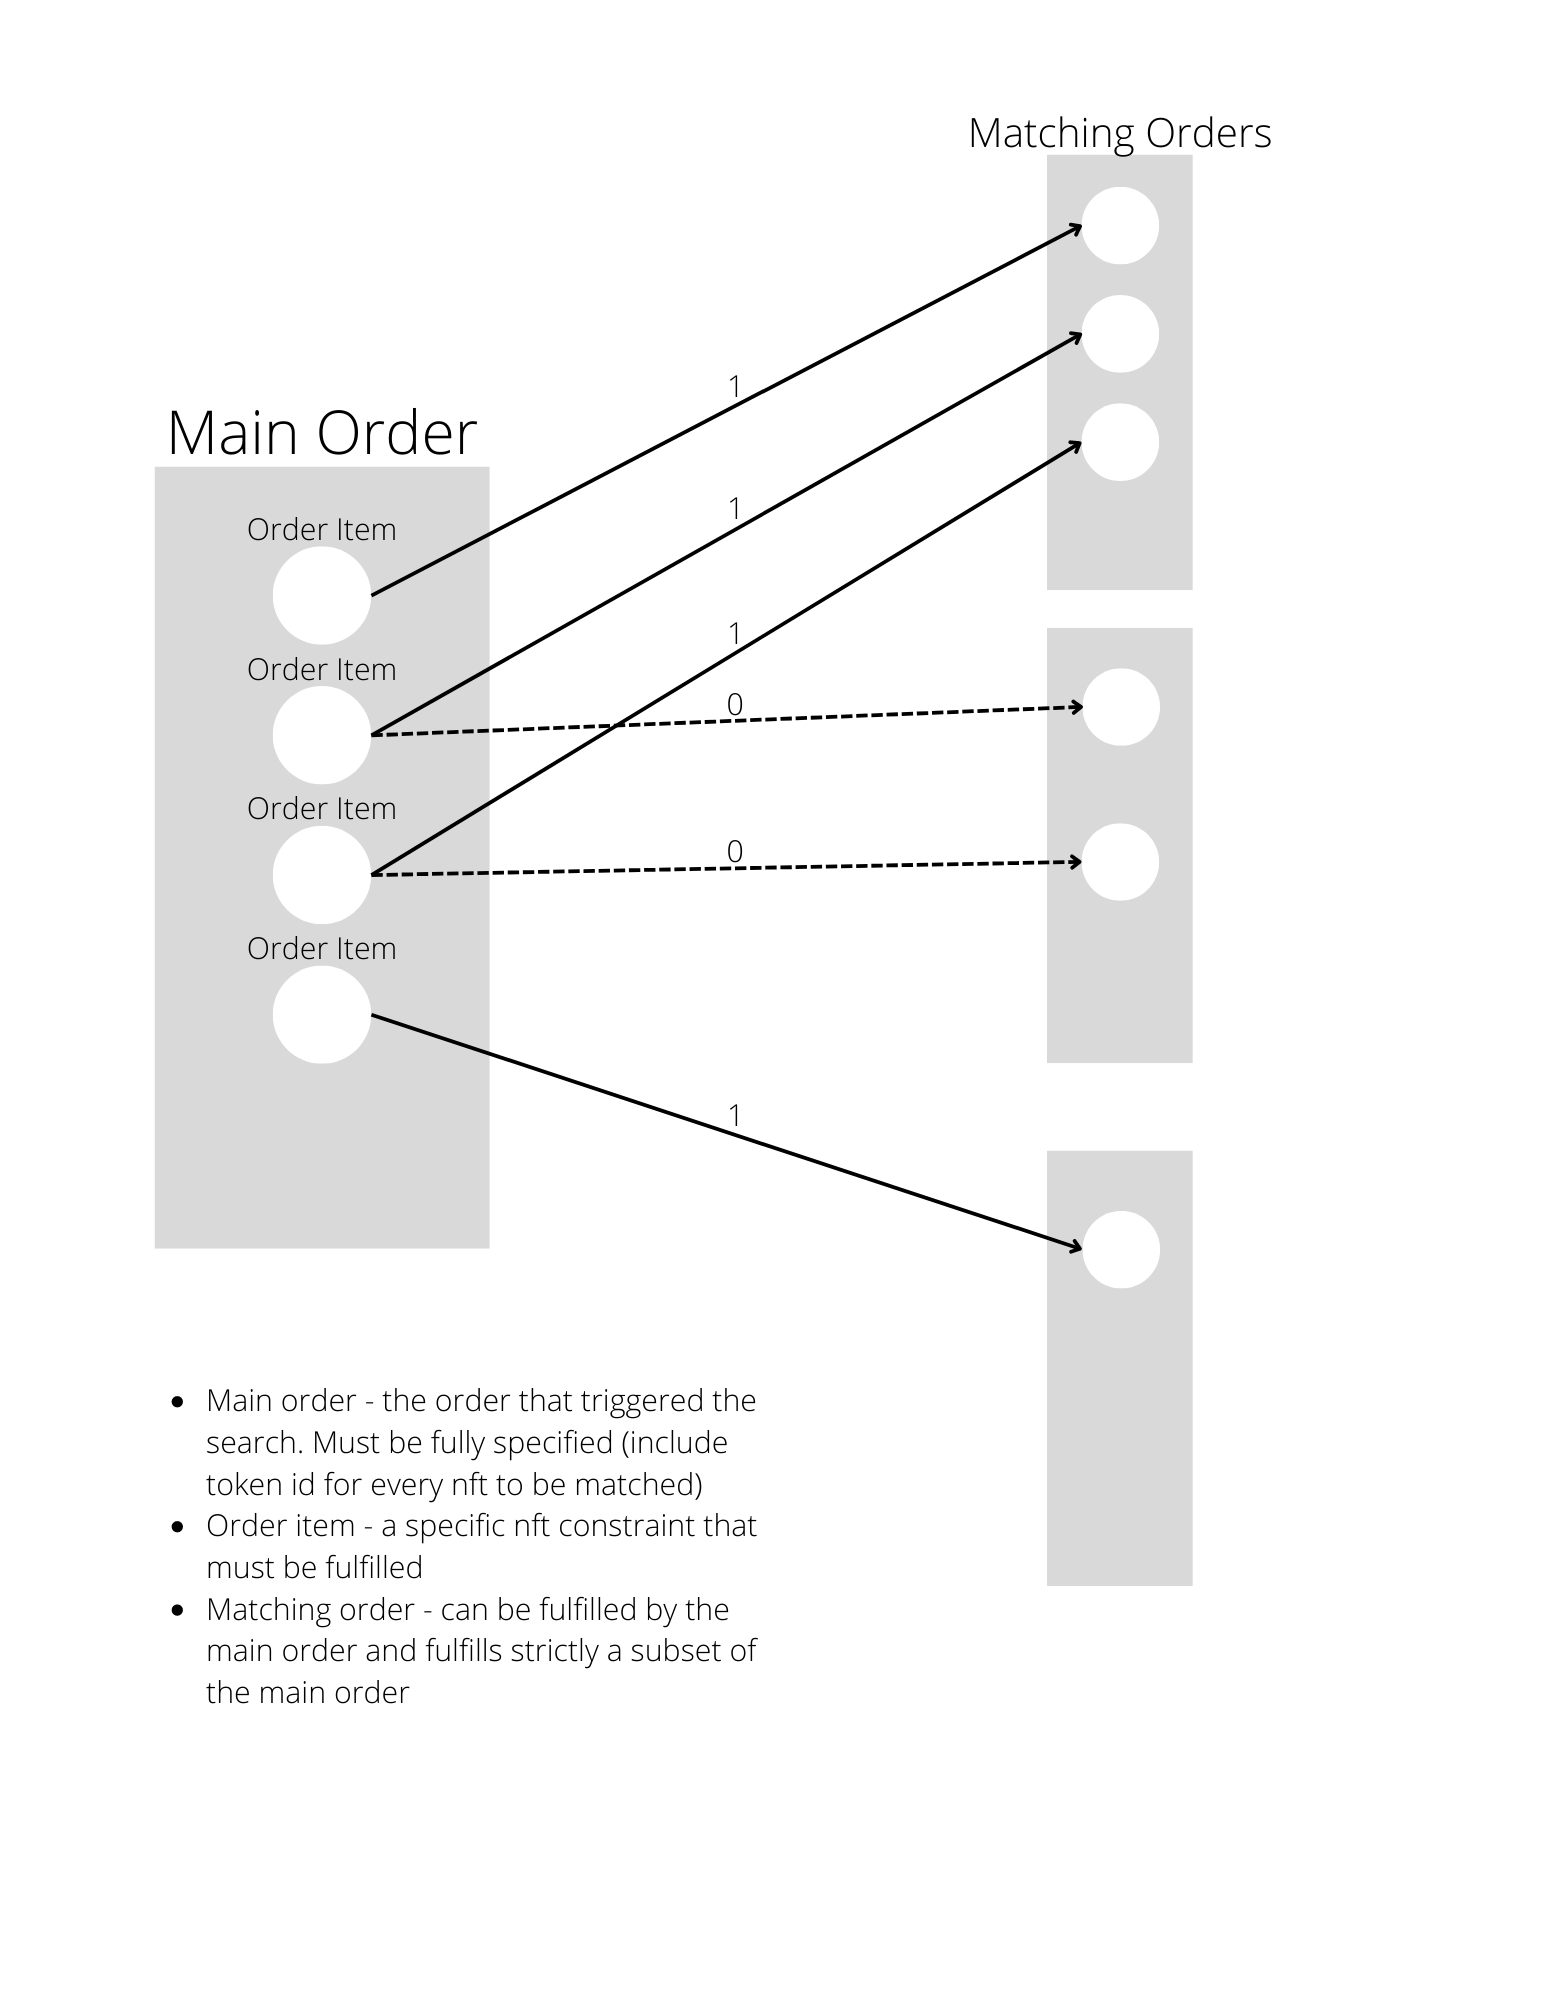 Matching Orders
1
Main Order
1
Order Item
1
Order Item
0
Order Item
0
Order Item
1
• Main order - the order that triggered the
search. Must be fully specified (include
token id for every nft to be matched)
• Order item - a specific nft constraint that
must be fulfilled
• Matching order - can be fulfilled by the
main order and fulfills strictly a subset of
the main order